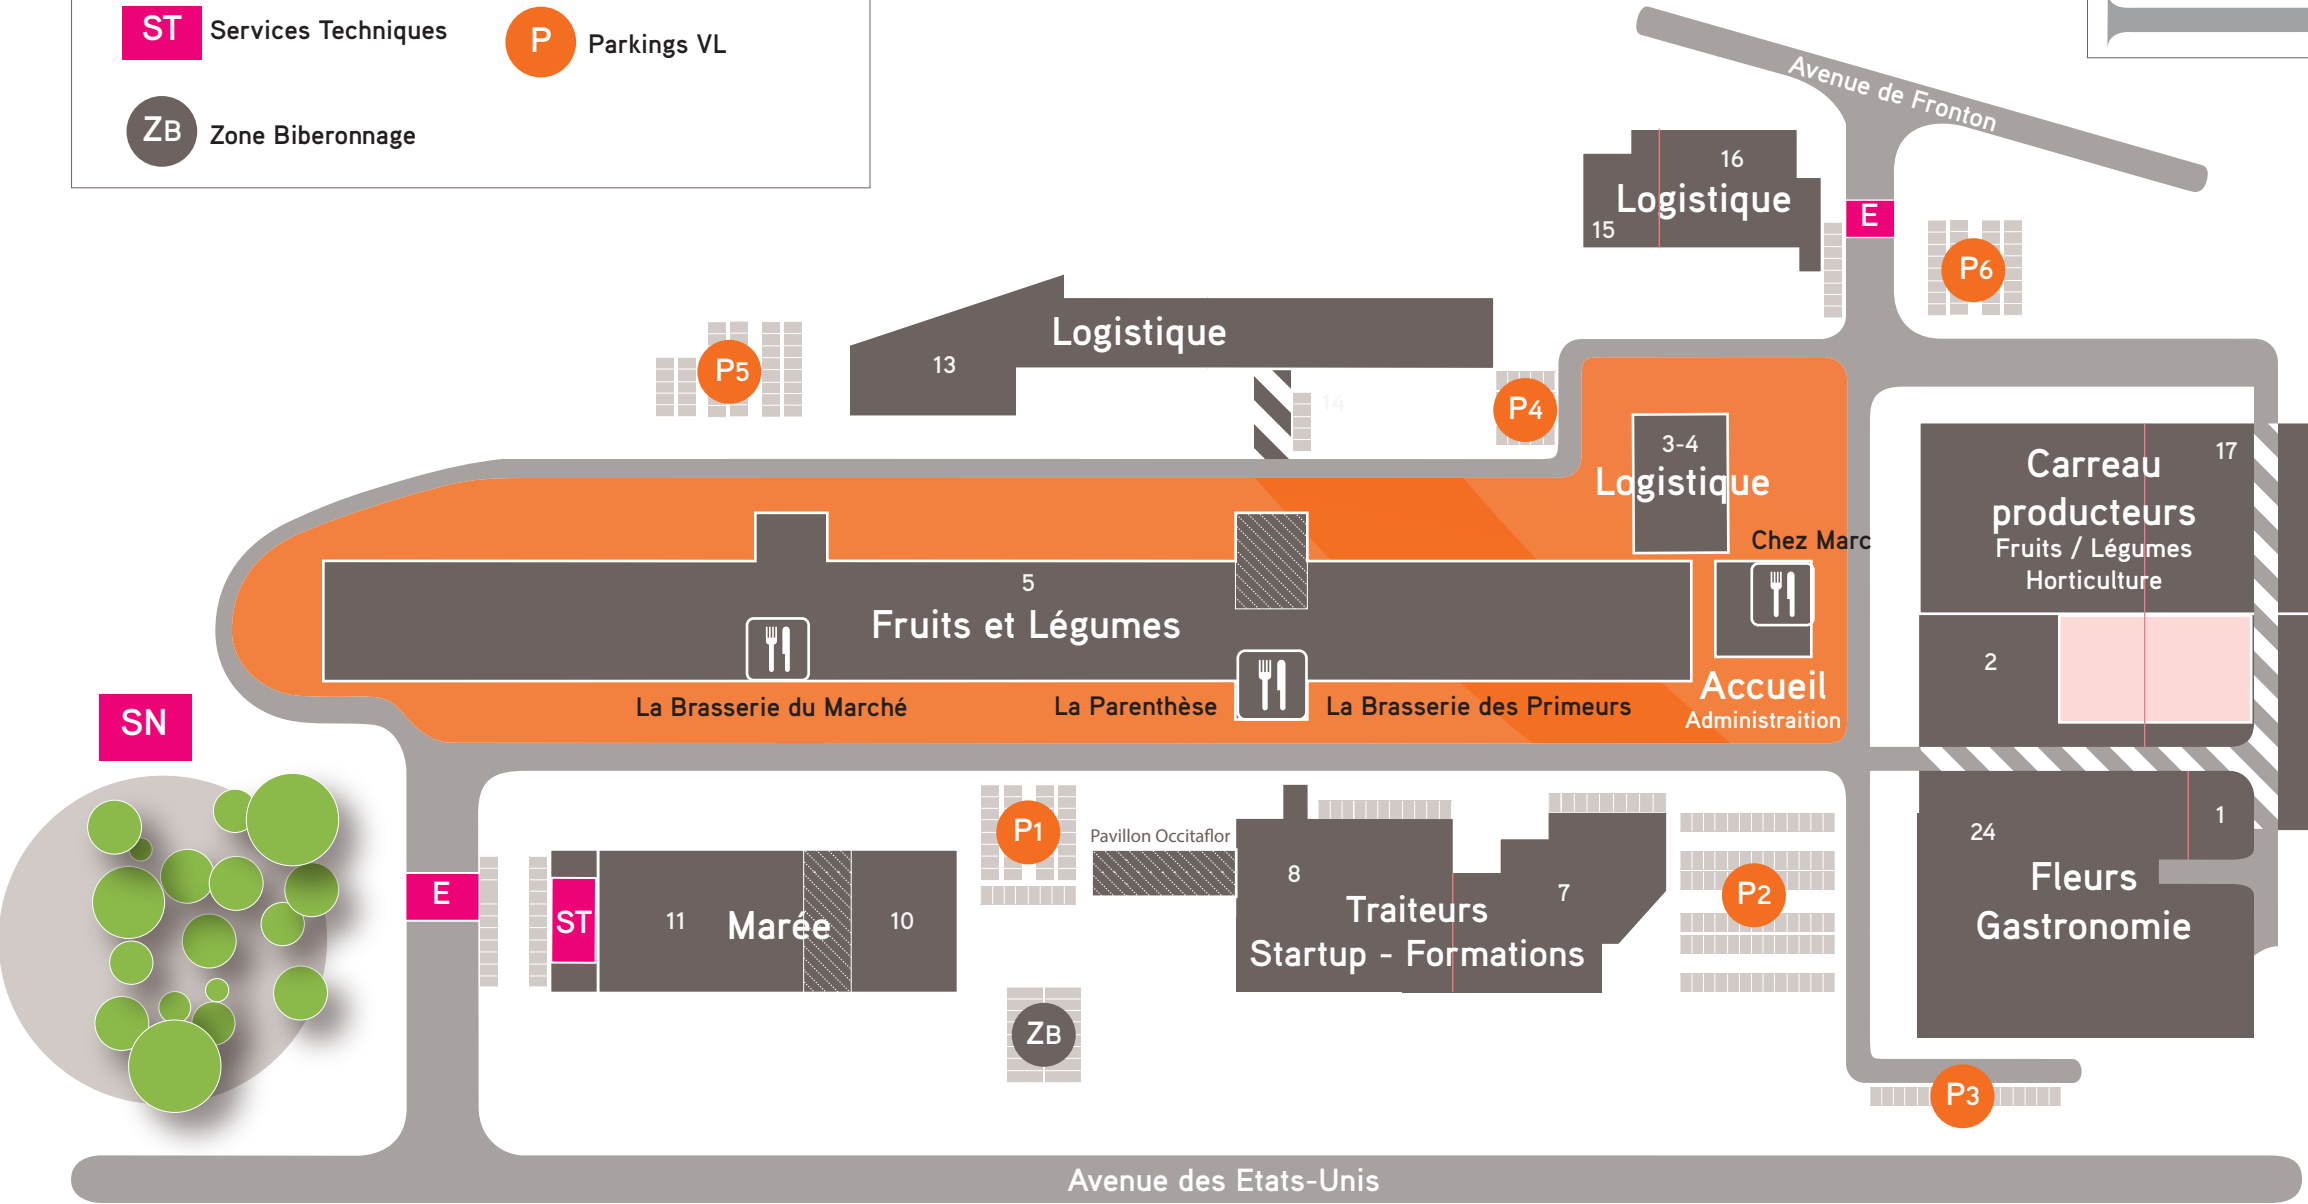 ST Services Techniques
P Parkings VL
ZB Zone Biberonnage
Avenue de Fronton
16
Logistique
15
E
P6
Logistique
13
P5
14
P4
3-4
Logistique
Chez Marc
17
Carreau
producteurs
Fruits / Légumes
Horticulture
5
Fruits et Légumes
2
La Brasserie du Marché
La Parenthèse
La Brasserie des Primeurs
Accueil
Administraition
SN
P1
Pavillon Occitaflor
E
ST
11
Marée
10
8
7
Traiteurs
Startup - Formations
P2
24
1
Fleurs
Gastronomie
ZB
P3
Avenue des Etats-Unis